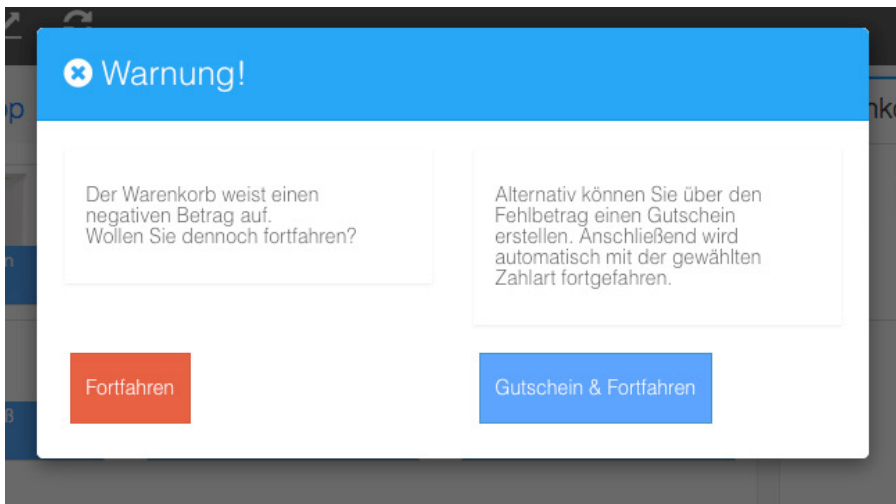 Warnung!
Der Warenkorb weist einen
negativen Betrag auf.
Wollen Sie dennoch fortfahren?
Alternativ können Sie über den
Fehlbetrag einen Gutschein
erstellen. Anschließend wird
automatisch mit der gewählten
Zahlart fortgefahren.
Fortfahren
Gutschein & Fortfahren